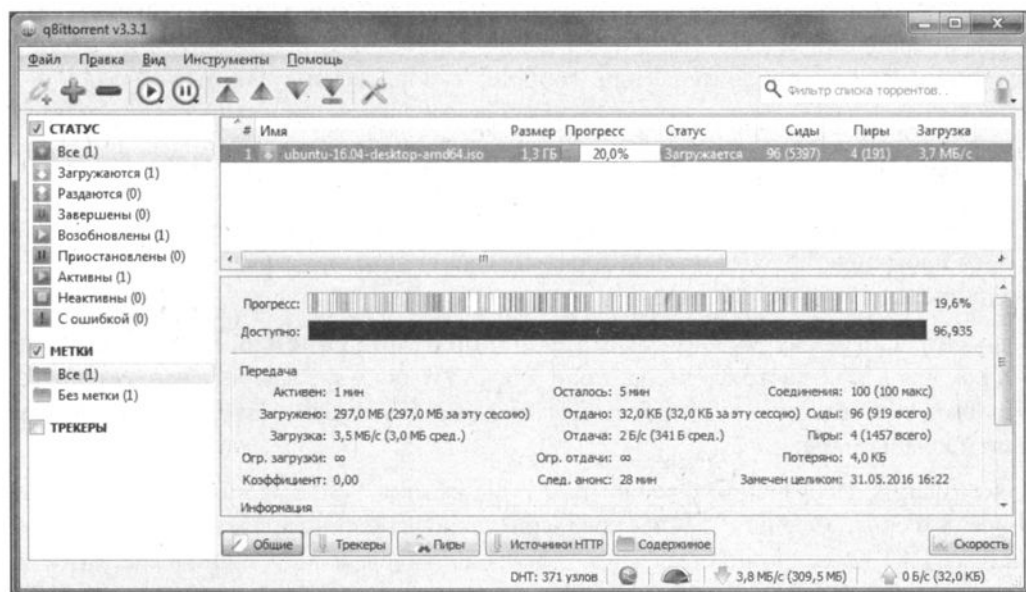 qBittorrent v3.3.1
Файл Правка Вид Инструменты Помощь
Фильтр списка торрентов...
СТАТУС
Все (1)
Загружаются (1)
Раздаются (0)
Завершены (0)
Возобновлены (1)
Приостановлены (0)
Активны (1)
Неактивны (0)
С ошибкой (0)
МЕТКИ
Все (1)
Без метки (1)
ТРЕКЕРЫ
# Имя Размер Прогресс Статус Сиды Пиры Загрузка
1 ubuntu-16.04-desktop-amd64.iso 1,3 ГБ 20,0% Загружается 96 (5397) 4 (191) 3,7 МБ/с
Прогресс: 19,6%
Доступно: 96,935
Передача
Активен: 1 мин Осталось: 5 мин Соединения: 100 (100 макс)
Загружено: 297,0 МБ (297,0 МБ за эту сессию) Отдано: 32,0 КБ (32,0 КБ за эту сессию) Сиды: 96 (919 всего)
Загрузка: 3,5 МБ/с (3,0 МБ сред.) Отдача: 2 Б/с (341 Б сред.) Пиры: 4 (1457 всего)
Огр. загрузки: ∞ Огр. отдачи: ∞ Потеряно: 4,0 КБ
Коэффициент: 0,00 След. анонс: 28 мин Замечен целиком: 31.05.2016 16:22
Информация
Общие Трекеры Пиры Источники HTTP Содержимое Скорость
DHT: 371 узлов 3,8 МБ/с (309,5 МБ) 0 Б/с (32,0 КБ)